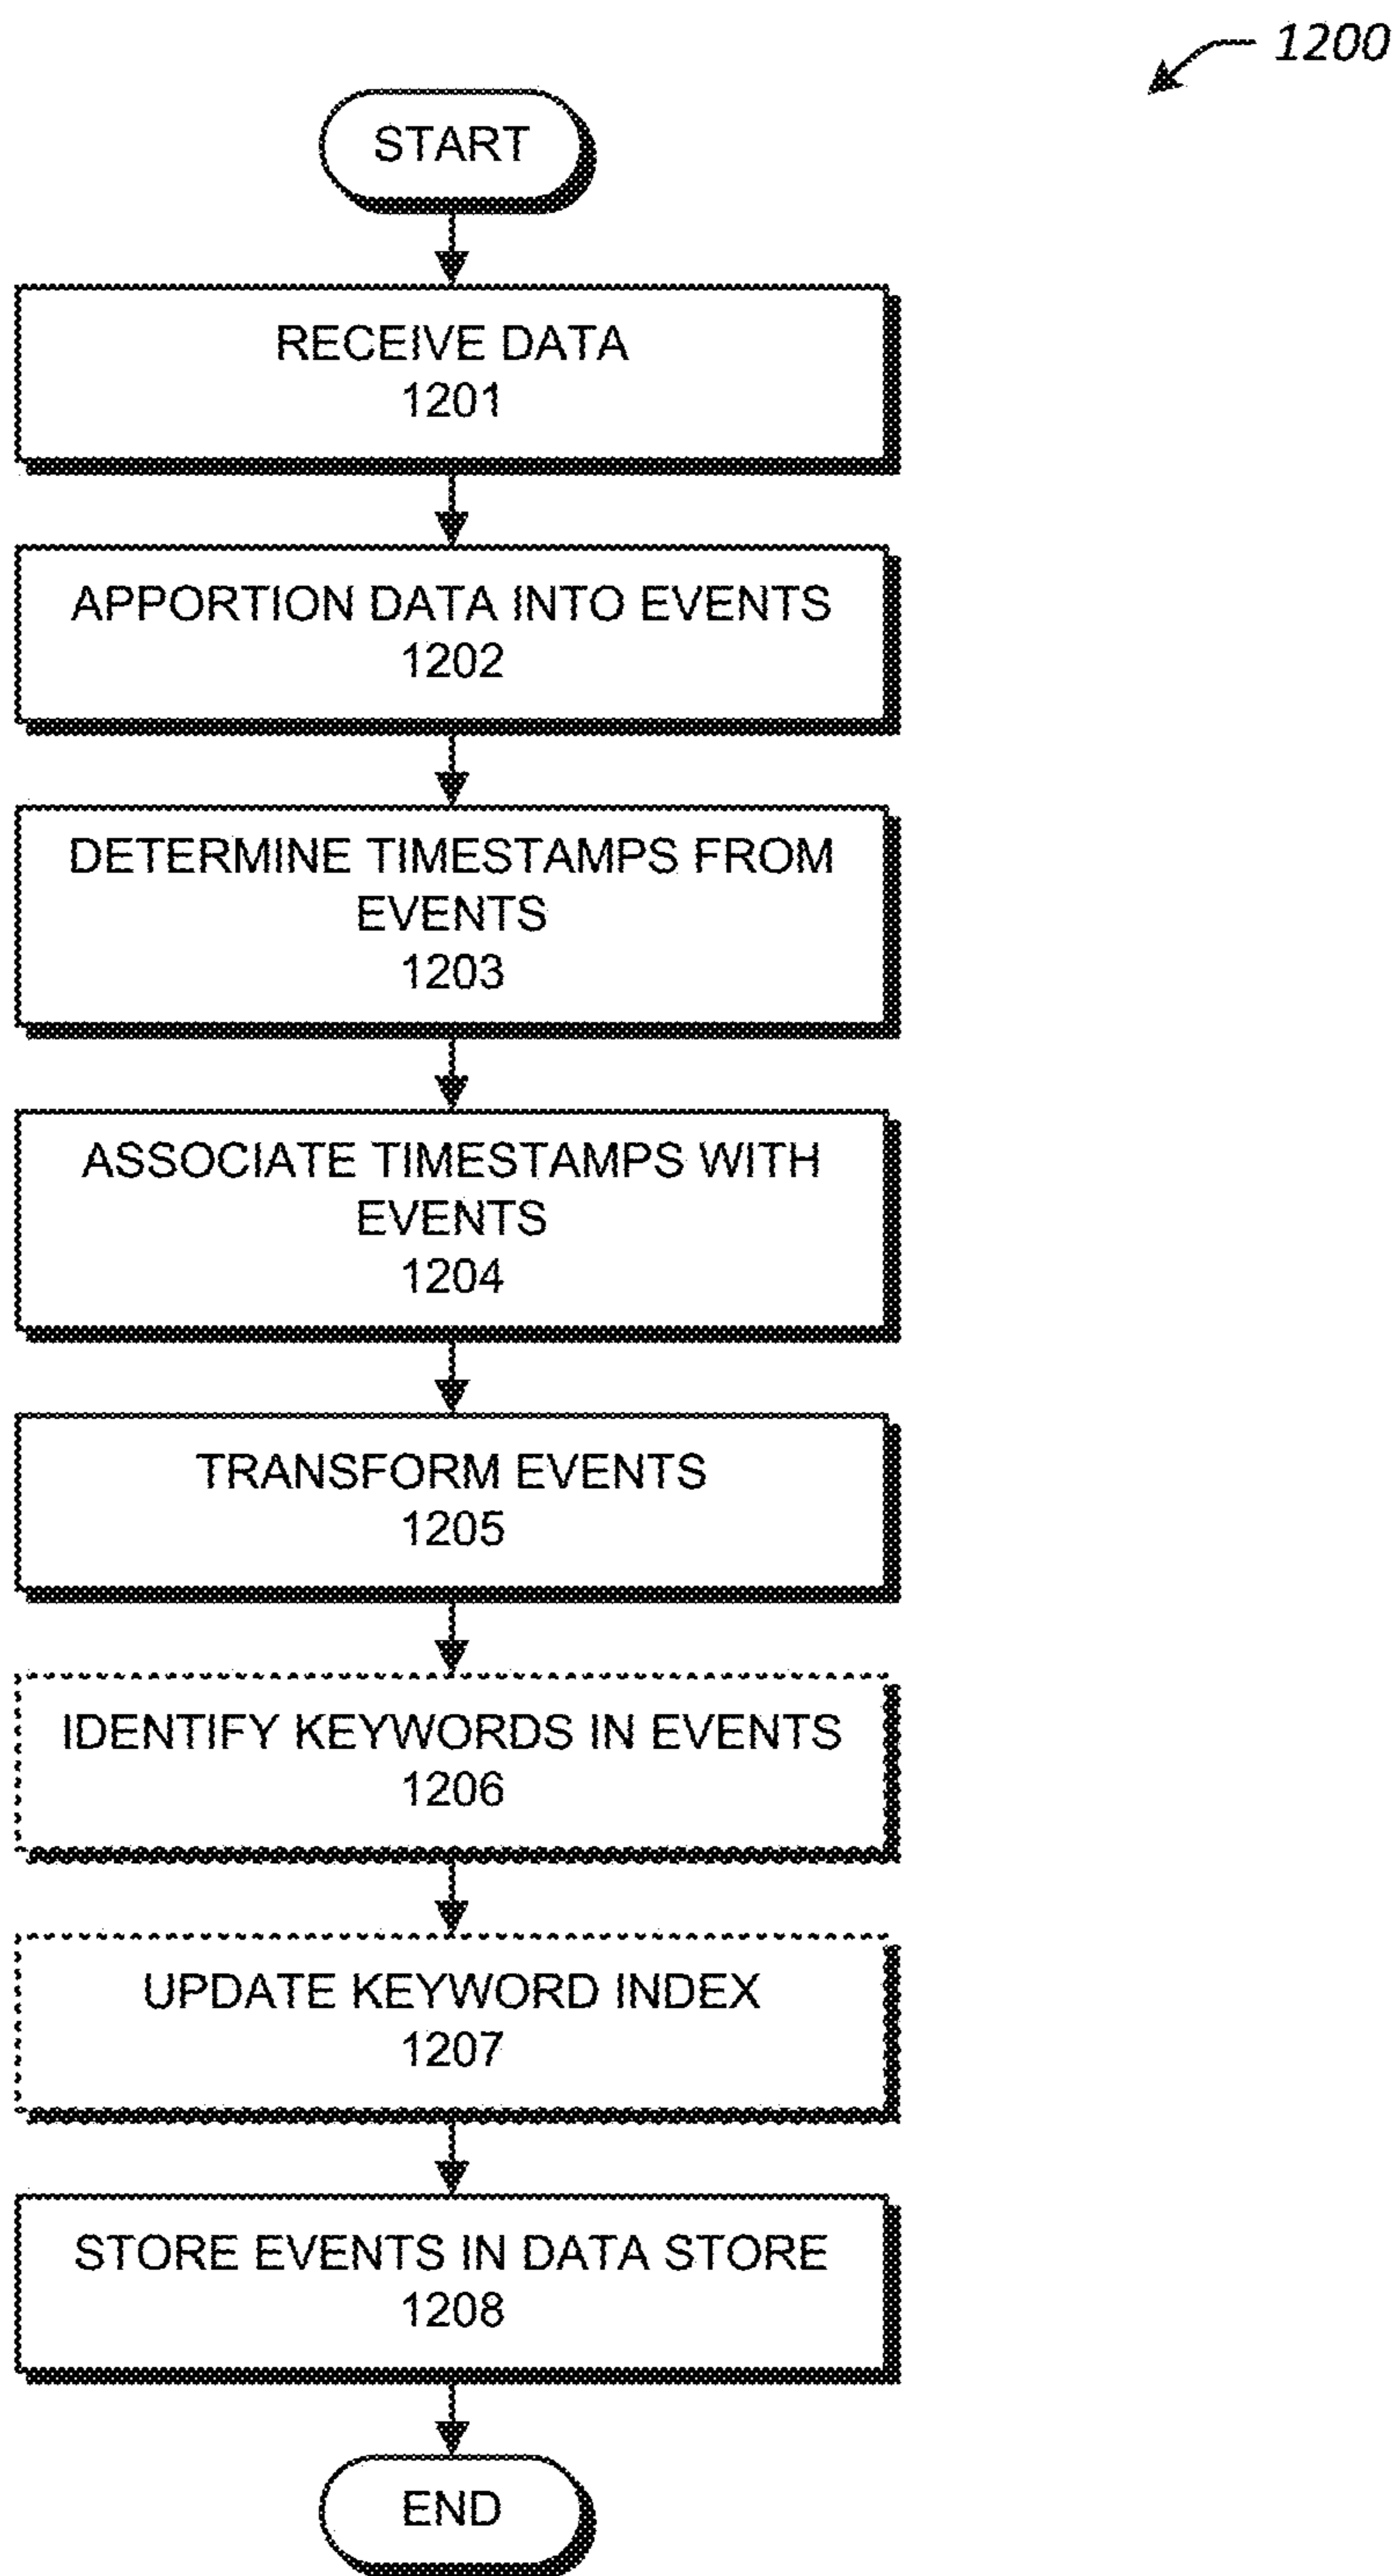 1200
START
RECEIVE DATA
1201
APPORTION DATA INTO EVENTS
1202
DETERMINE TIMESTAMPS FROM
EVENTS
1203
ASSOCIATE TIMESTAMPS WITH
EVENTS
1204
TRANSFORM EVENTS
1205
IDENTIFY KEYWORDS IN EVENTS
1206
UPDATE KEYWORD INDEX
1207
STORE EVENTS IN DATA STORE
1208
END